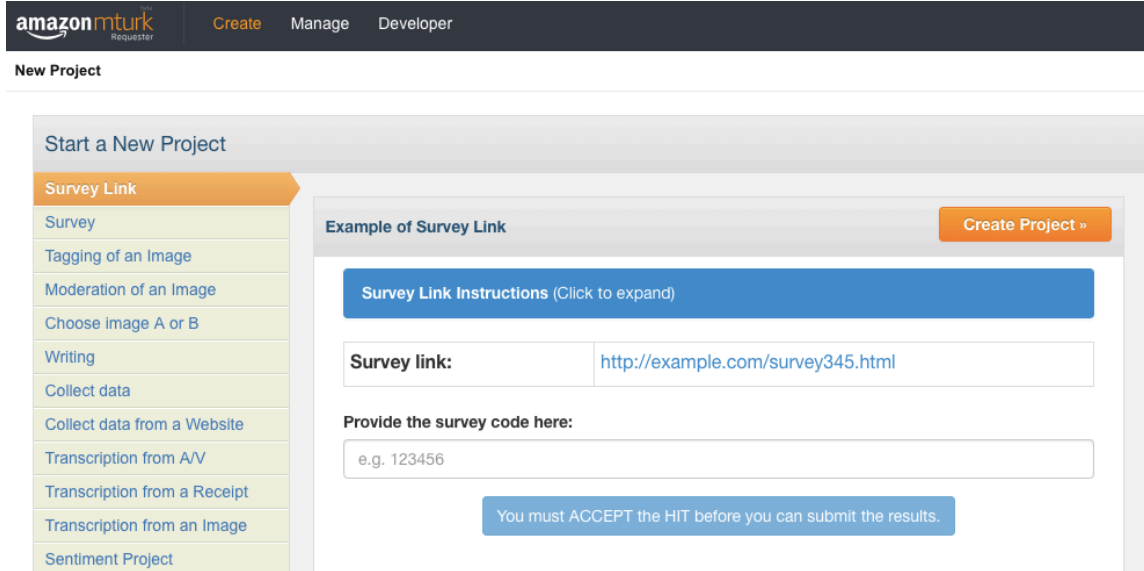 amazonmturk
Requester
Create
Manage
Developer
New Project
Start a New Project
Survey Link
Survey
Tagging of an Image
Moderation of an Image
Choose image A or B
Writing
Collect data
Collect data from a Website
Transcription from A/V
Transcription from a Receipt
Transcription from an Image
Sentiment Project
Example of Survey Link
Create Project »
Survey Link Instructions (Click to expand)
Survey link:
http://example.com/survey345.html
Provide the survey code here:
e.g. 123456
You must ACCEPT the HIT before you can submit the results.